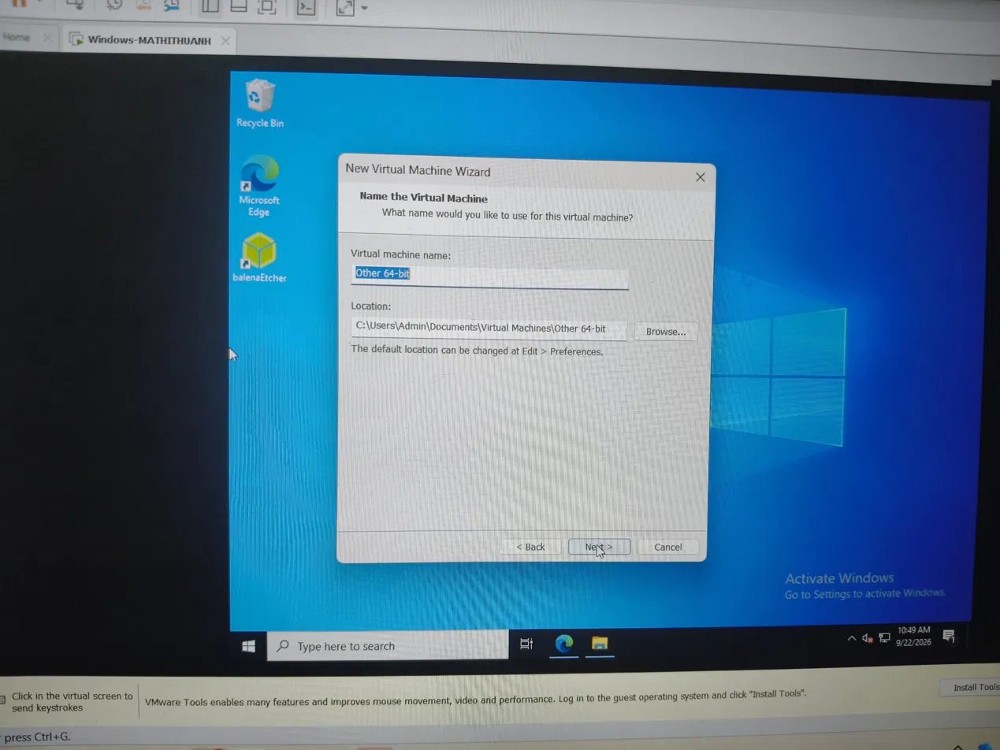 Home
Windows-MATHITHUANH
Recycle Bin
Microsoft
Edge
balenaEtcher
New Virtual Machine Wizard
Name the Virtual Machine
What name would you like to use for this virtual machine?
Virtual machine name:
Other 64-bit
Location:
C:\Users\Admin\Documents\Virtual Machines\Other 64-bit
Browse...
The default location can be changed at Edit > Preferences.
< Back
Next >
Cancel
Activate Windows
Go to Settings to activate Windows.
Type here to search
10:49 AM
9/22/2026
1
Click in the virtual screen to
send keystrokes
VMware Tools enables many features and improves mouse movement, video and performance. Log in to the guest operating system and click "Install Tools".
Install Tools
press Ctrl+G.